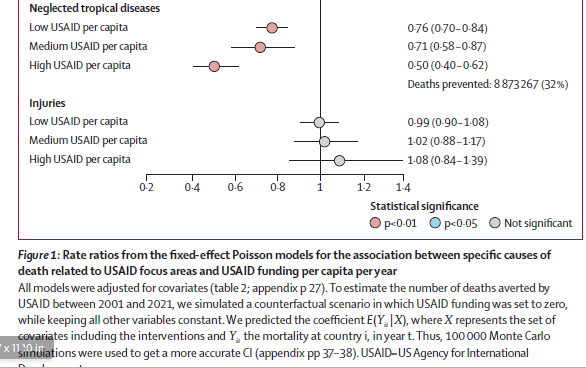 Neglected tropical diseases
Low USAID per capita 0·76 (0·70–0·84)
Medium USAID per capita 0·71 (0·58–0·87)
High USAID per capita 0·50 (0·40–0·62)
Deaths prevented: 8 873 267 (32%)
Injuries
Low USAID per capita 0·99 (0·90–1·08)
Medium USAID per capita 1·02 (0·88–1·17)
High USAID per capita 1·08 (0·84–1·39)
0·2 0·4 0·6 0·8 1 1·2 1·4
Statistical significance
p<0·01 p<0·05 Not significant
Figure 1: Rate ratios from the fixed-effect Poisson models for the association between specific causes of
death related to USAID focus areas and USAID funding per capita per year
All models were adjusted for covariates (table 2; appendix p 27). To estimate the number of deaths averted by
USAID between 2001 and 2021, we simulated a counterfactual scenario in which USAID funding was set to zero,
while keeping all other variables constant. We predicted the coefficient E(Yit|X), where X represents the set of
covariates including the interventions and Yit the mortality at country i, in year t. Thus, 100 000 Monte Carlo
simulations were used to get a more accurate CI (appendix pp 37–38). USAID=US Agency for International